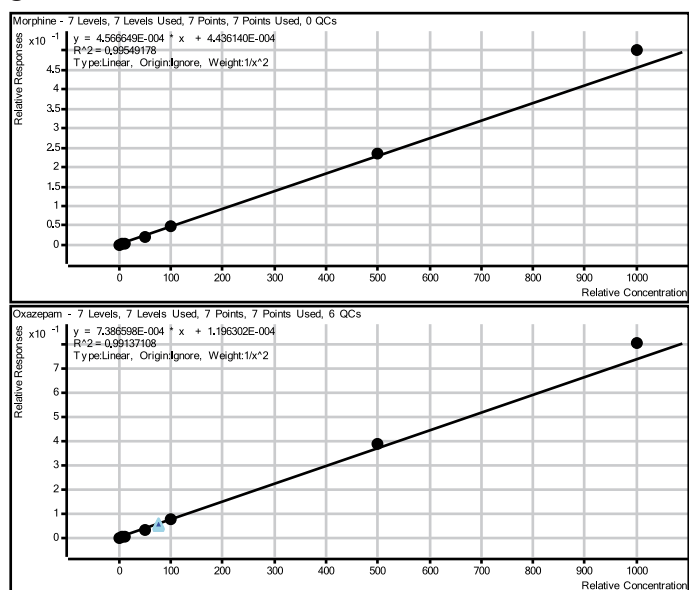 Morphine - 7 Levels, 7 Levels Used, 7 Points, 7 Points Used, 0 QCs
Relative Responses
x10 -1
y = 4.566649E-004 * x + 4.436140E-004
R^2 = 0.99549178
Type:Linear, Origin:Ignore, Weight:1/x^2
4.5
4
3.5
3
2.5
2
1.5
1
0.5
0
0 100 200 300 400 500 600 700 800 900 1000
Relative Concentration
Oxazepam - 7 Levels, 7 Levels Used, 7 Points, 7 Points Used, 6 QCs
Relative Responses
x10 -1
y = 7.386598E-004 * x + 1.196302E-004
R^2 = 0.99137108
Type:Linear, Origin:Ignore, Weight:1/x^2
7
6
5
4
3
2
1
0
0 100 200 300 400 500 600 700 800 900 1000
Relative Concentration